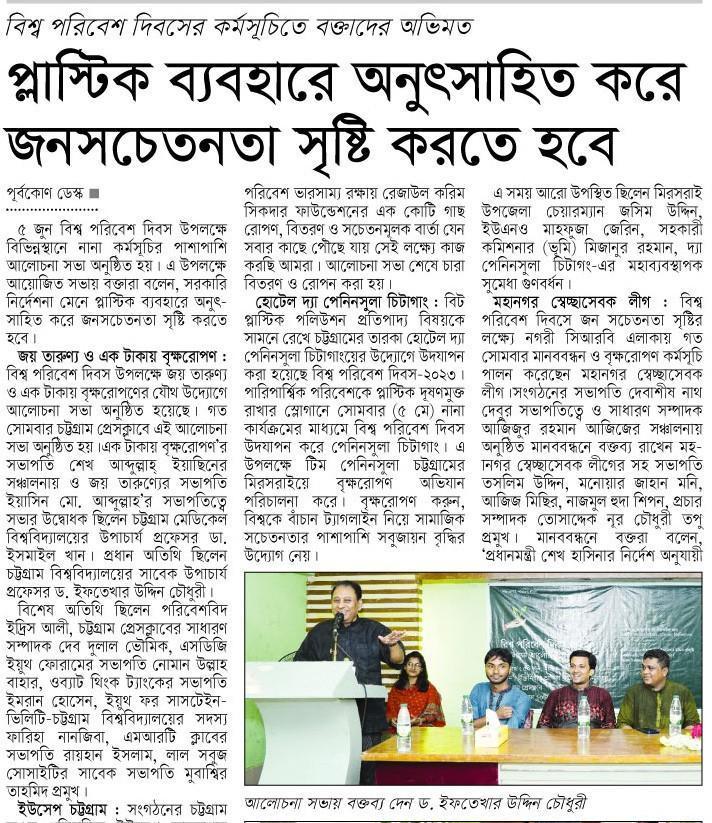 বিশ্ব পরিবেশ দিবসের কর্মসূচিতে বক্তাদের অভিমত
প্লাস্টিক ব্যবহারে অনুৎসাহিত করে
জনসচেতনতা সৃষ্টি করতে হবে
পূর্বকোণ ডেস্ক
৫ জুন বিশ্ব পরিবেশ দিবস উপলক্ষে
বিভিন্নস্থানে নানা কর্মসূচির পাশাপাশি
আলোচনা সভা অনুষ্ঠিত হয়। এ উপলক্ষে
আয়োজিত সভায় বক্তারা বলেন, সরকারি
নির্দেশনা মেনে প্লাস্টিক ব্যবহারে অনুৎ-
সাহিত করে জনসচেতনতা সৃষ্টি করতে
হবে।
জয় তারুণ্য ও এক টাকায় বৃক্ষরোপণ :
বিশ্ব পরিবেশ দিবস উপলক্ষে জয় তারুণ্য
ও এক টাকায় বৃক্ষরোপণের যৌথ উদ্যোগে
আলোচনা সভা অনুষ্ঠিত হয়েছে। গত
সোমবার চট্টগ্রাম প্রেসক্লাবে এই আলোচনা
সভা অনুষ্ঠিত হয়।এক টাকায় বৃক্ষরোপণ'র
সভাপতি শেখ আব্দুল্লাহ্ ইয়াছিনের
সঞ্চালনায় ও জয় তারুণ্যের সভাপতি
ইয়াসিন মো. আব্দুল্লাহ'র সভাপতিত্বে
সভার উদ্বোধক ছিলেন চট্টগ্রাম মেডিকেল
বিশ্ববিদ্যালয়ের উপাচার্য প্রফেসর ডা.
ইসমাইল খান। প্রধান অতিথি ছিলেন
চট্টগ্রাম বিশ্ববিদ্যালয়ের সাবেক উপাচার্য
প্রফেসর ড. ইফতেখার উদ্দিন চৌধুরী।
বিশেষ অতিথি ছিলেন পরিবেশবিদ
ইদ্রিস আলী, চট্টগ্রাম প্রেসক্লাবের সাধারণ
সম্পাদক দেব দুলাল ভৌমিক, এসডিজি
ইয়ুথ ফোরামের সভাপতি নোমান উল্লাহ
বাহার, ওব্যাট থিংক ট্যাংকের সভাপতি
ইমরান হোসেন, ইয়ুথ ফর সাসটেইন-
ভিলিটি-চট্টগ্রাম বিশ্ববিদ্যালয়ের সদস্য
ফারিহা নানজিবা, এমআরটি ক্লাবের
সভাপতি রায়হান ইসলাম, লাল সবুজ
সোসাইটির সাবেক সভাপতি মুবাশ্বির
তাহমিদ প্রমুখ।
ইউসেপ চট্টগ্রাম : সংগঠনের চট্টগ্রাম
পরিবেশ ভারসাম্য রক্ষায় রেজাউল করিম
সিকদার ফাউন্ডেশনের এক কোটি গাছ
রোপণ, বিতরণ ও সচেতনমূলক বার্তা যেন
সবার কাছে পৌছে যায় সেই লক্ষ্যে কাজ
করছি আমরা। আলোচনা সভা শেষে চারা
বিতরণ ও রোপন করা হয়।
হোটেল দ্যা পেনিনসুলা চিটাগাং : বিট
প্লাস্টিক পলিউশন প্রতিপাদ্য বিষয়কে
সামনে রেখে চট্টগ্রামের তারকা হোটেল দ্যা
পেনিনসুলা চিটাগাংয়ের উদ্যোগে উদযাপন
করা হয়েছে বিশ্ব পরিবেশ দিবস-২০২৩।
পারিপার্শ্বিক পরিবেশকে প্লাস্টিক দূষণমুক্ত
রাখার স্লোগানে সোমবার (৫ মে) নানা
কার্যক্রমের মাধ্যমে বিশ্ব পরিবেশ দিবস
উদযাপন করে পেনিনসুলা চিটাগাং। এ
উপলক্ষে টিম পেনিনসুলা চট্টগ্রামের
মিরসরাইয়ে বৃক্ষরোপণ অভিযান
পরিচালনা করে। বৃক্ষরোপণ করুন,
বিশ্বকে বাঁচান ট্যাগলাইন নিয়ে সামাজিক
সচেতনতার পাশাপাশি সবুজায়ন বৃদ্ধির
উদ্যোগ নেয়।
এ সময় আরো উপস্থিত ছিলেন মিরসরাই
উপজেলা চেয়ারম্যান জসিম উদ্দিন,
ইউএনও মাহফুজা জেরিন, সহকারী
কমিশনার (ভূমি) মিজানুর রহমান, দ্যা
পেনিনসুলা চিটাগং-এর মহাব্যবস্থাপক
সুমেধা গুণবর্ধন।
মহানগর স্বেচ্ছাসেবক লীগ : বিশ্ব
পরিবেশ দিবসে জন সচেতনতা সৃষ্টির
লক্ষ্যে নগরী সিআরবি এলাকায় গত
সোমবার মানববন্ধন ও বৃক্ষরোপণ কর্মসূচি
পালন করেছেন মহানগর স্বেচ্ছাসেবক
লীগ।সংগঠনের সভাপতি দেবাশীষ নাথ
দেবুর সভাপতিত্বে ও সাধারণ সম্পাদক
আজিজুর রহমান আজিজের সঞ্চালনায়
অনুষ্ঠিত মানববন্ধনে বক্তব্য রাখেন মহা-
নগর স্বেচ্ছাসেবক লীগের সহ সভাপতি
তসলিম উদ্দিন, মনোয়ার জাহান মনি,
আজিজ মিছির, নাজমুল হুদা শিপন, প্রচার
সম্পাদক তোসাদ্দেক নূর চৌধুরী তপু
প্রমুখ। মানববন্ধনে বক্তরা বলেন,
'প্রধানমন্ত্রী শেখ হাসিনার নির্দেশ অনুযায়ী
বিশ্ব পরিবেশ
আলোচনা সভায় বক্তব্য দেন ড. ইফতেখার উদ্দিন চৌধুরী